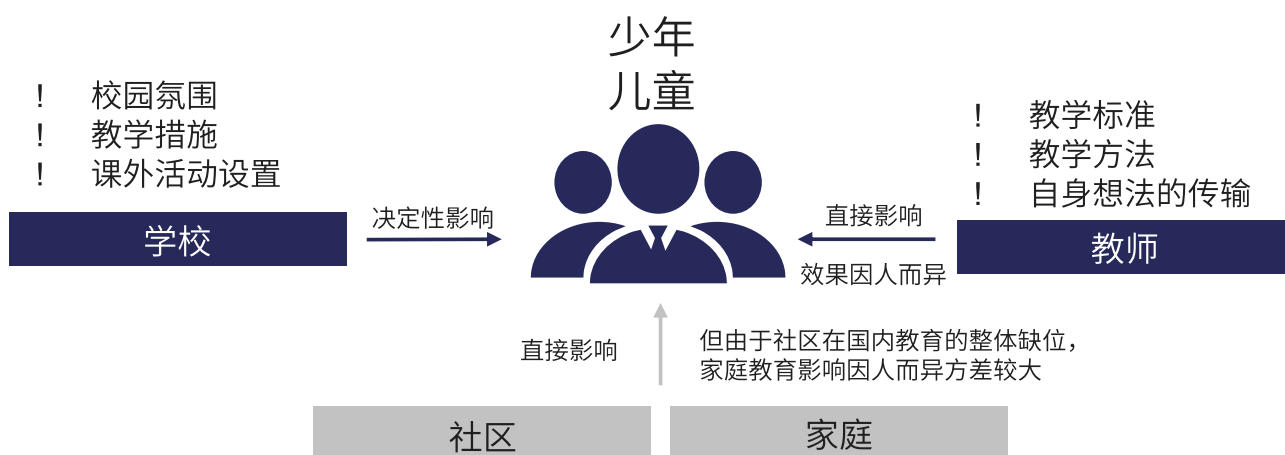 少年
儿童
! 校园氛围
! 教学措施
! 课外活动设置
学校
决定性影响
! 教学标准
! 教学方法
! 自身想法的传输
教师
直接影响
效果因人而异
直接影响
但由于社区在国内教育的整体缺位，
家庭教育影响因人而异方差较大
社区
家庭